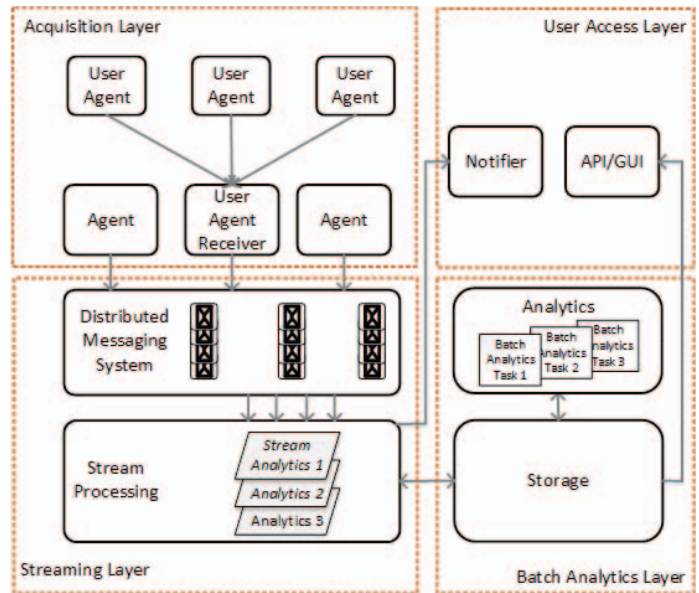 Acquisition Layer
User
Agent
User
Agent
User
Agent
Agent
User
Agent
Receiver
Agent
User Access Layer
Notifier
API/GUI
Distributed
Messaging
System
Stream
Processing
Stream
Analytics 1
Analytics 2
Analytics 3
Streaming Layer
Analytics
Batch
Analytics
Task 1
Batch
Analytics
Task 2
Batch
Analytics
Task 3
Storage
Batch Analytics Layer